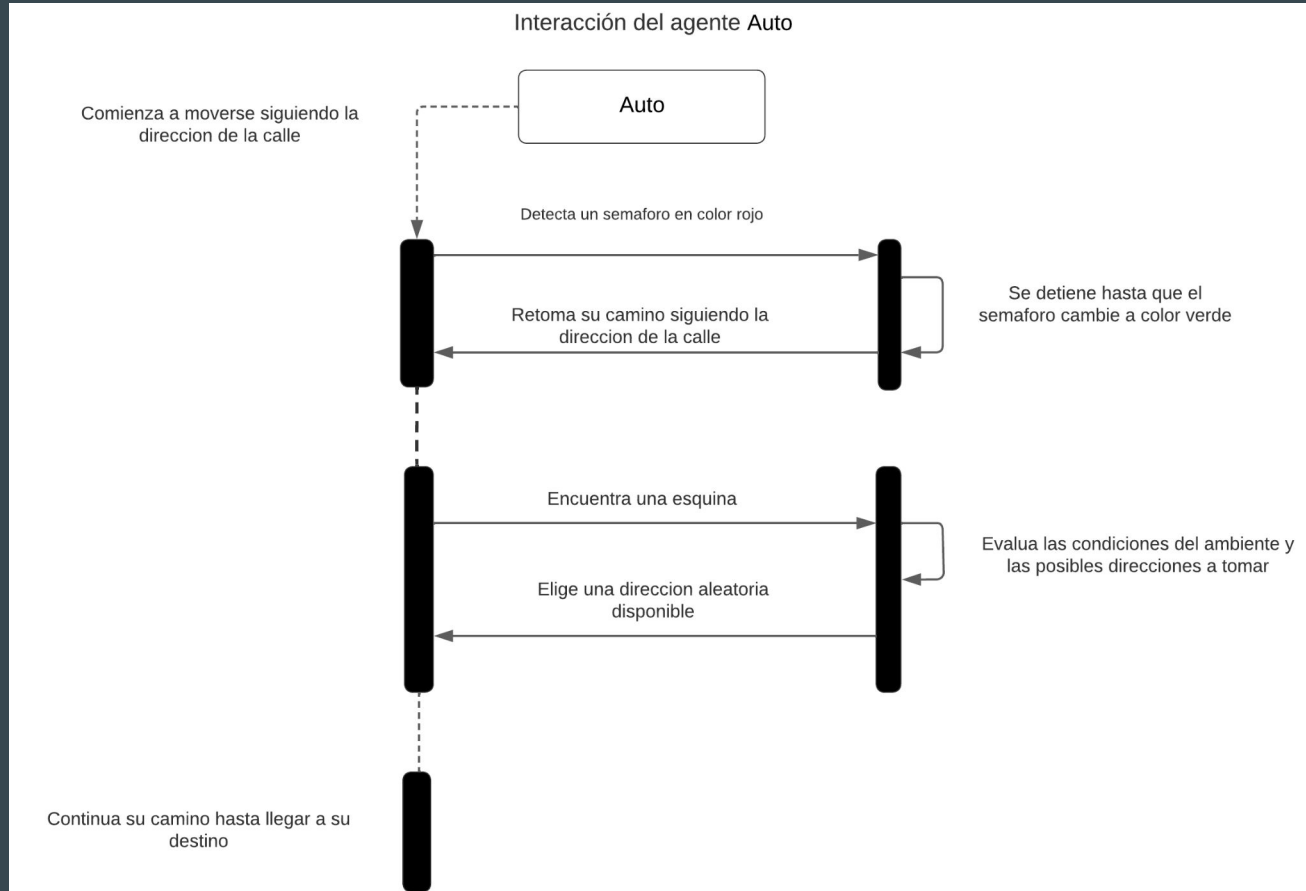 Interacción del agente Auto
Auto
Comienza a moverse siguiendo la
direccion de la calle
Detecta un semaforo en color rojo
Se detiene hasta que el
semaforo cambie a color verde
Retoma su camino siguiendo la
direccion de la calle
Encuentra una esquina
Evalua las condiciones del ambiente y
las posibles direcciones a tomar
Elige una direccion aleatoria
disponible
Continua su camino hasta llegar a su
destino